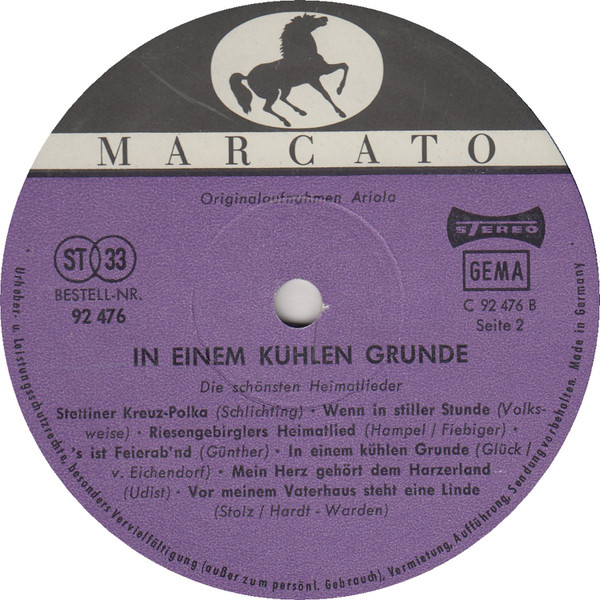 MARCATO
Originalaufnahmen Ariola
STEREO
ST 33
GEMA
BESTELL-NR.
92 476
C 92 476 B
Seite 2
IN EINEM KÜHLEN GRUNDE
Die schönsten Heimatlieder
Stettiner Kreuz-Polka (Schlichting) · Wenn in stiller Stunde (Volks-
weise) · Riesengebirglers Heimatlied (Hampel / Fiebiger) ·
's ist Feierab'nd (Günther) · In einem kühlen Grunde (Glück /
v. Eichendorf) · Mein Herz gehört dem Harzerland
(Udist) · Vor meinem Vaterhaus steht eine Linde
(Stolz / Hardt - Warden)
Urheber- u. Leistungsschutzrechte, besonders Vervielfältigung (außer zum persönl. Gebrauch), Vermietung, Aufführung, Sendung vorbehalten. Made in Germany